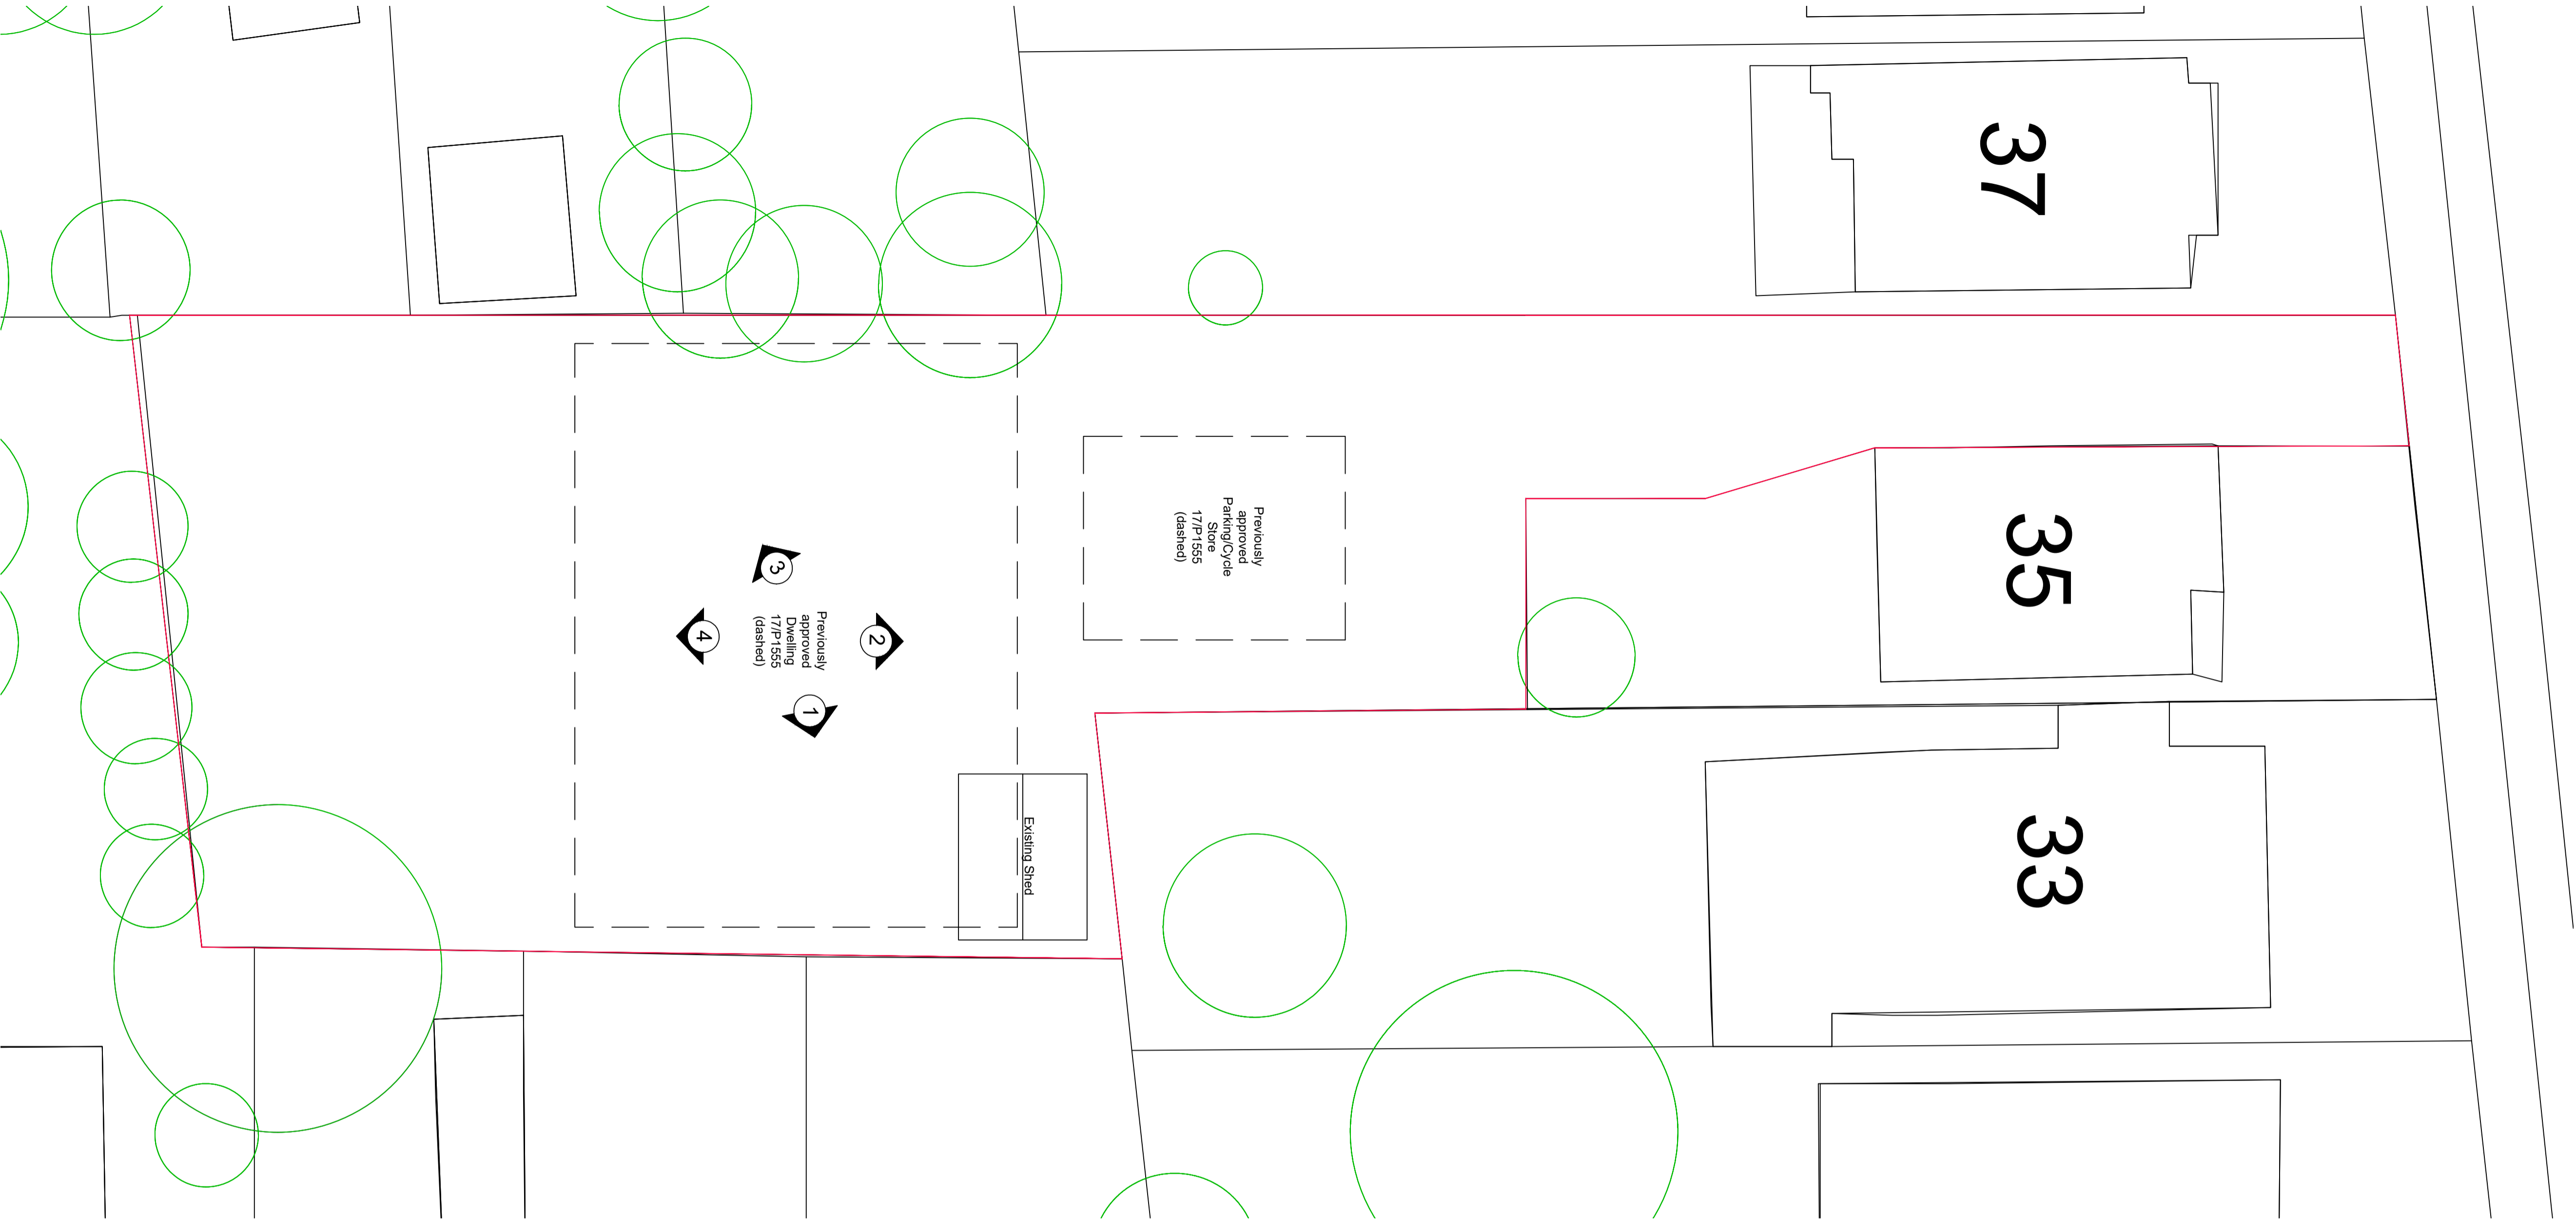 37
35
33
Previously
approved
Parking/Cycle
Store
17/P1555
(dashed)
Previously
approved
Dwelling
17/P1555
(dashed)
Existing Shed
1
2
3
4